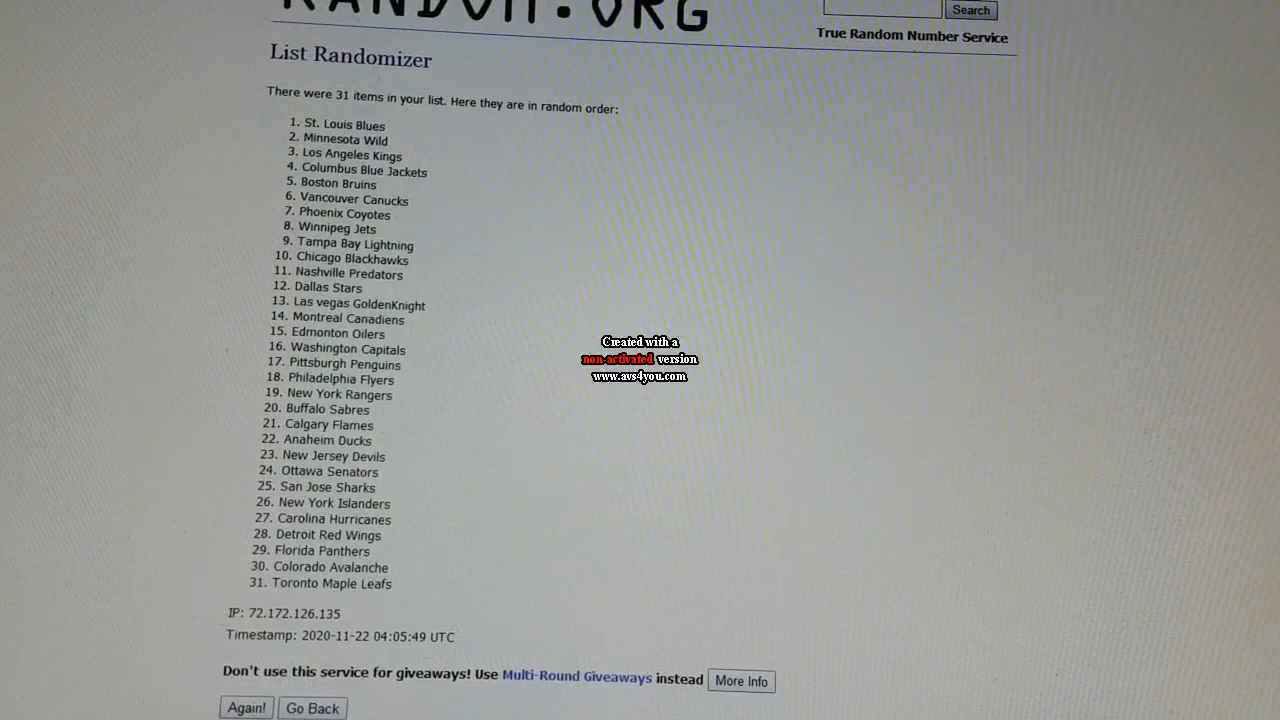 RANDOM.ORG
Search
True Random Number Service
List Randomizer
There were 31 items in your list. Here they are in random order:
1. St. Louis Blues
2. Minnesota Wild
3. Los Angeles Kings
4. Columbus Blue Jackets
5. Boston Bruins
6. Vancouver Canucks
7. Phoenix Coyotes
8. Winnipeg Jets
9. Tampa Bay Lightning
10. Chicago Blackhawks
11. Nashville Predators
12. Dallas Stars
13. Las vegas GoldenKnight
14. Montreal Canadiens
15. Edmonton Oilers
16. Washington Capitals
17. Pittsburgh Penguins
18. Philadelphia Flyers
19. New York Rangers
20. Buffalo Sabres
21. Calgary Flames
22. Anaheim Ducks
23. New Jersey Devils
24. Ottawa Senators
25. San Jose Sharks
26. New York Islanders
27. Carolina Hurricanes
28. Detroit Red Wings
29. Florida Panthers
30. Colorado Avalanche
31. Toronto Maple Leafs
Created with a
non-activated version
www.avs4you.com
IP: 72.172.126.135
Timestamp: 2020-11-22 04:05:49 UTC
Don't use this service for giveaways! Use Multi-Round Giveaways instead More Info
Again! Go Back